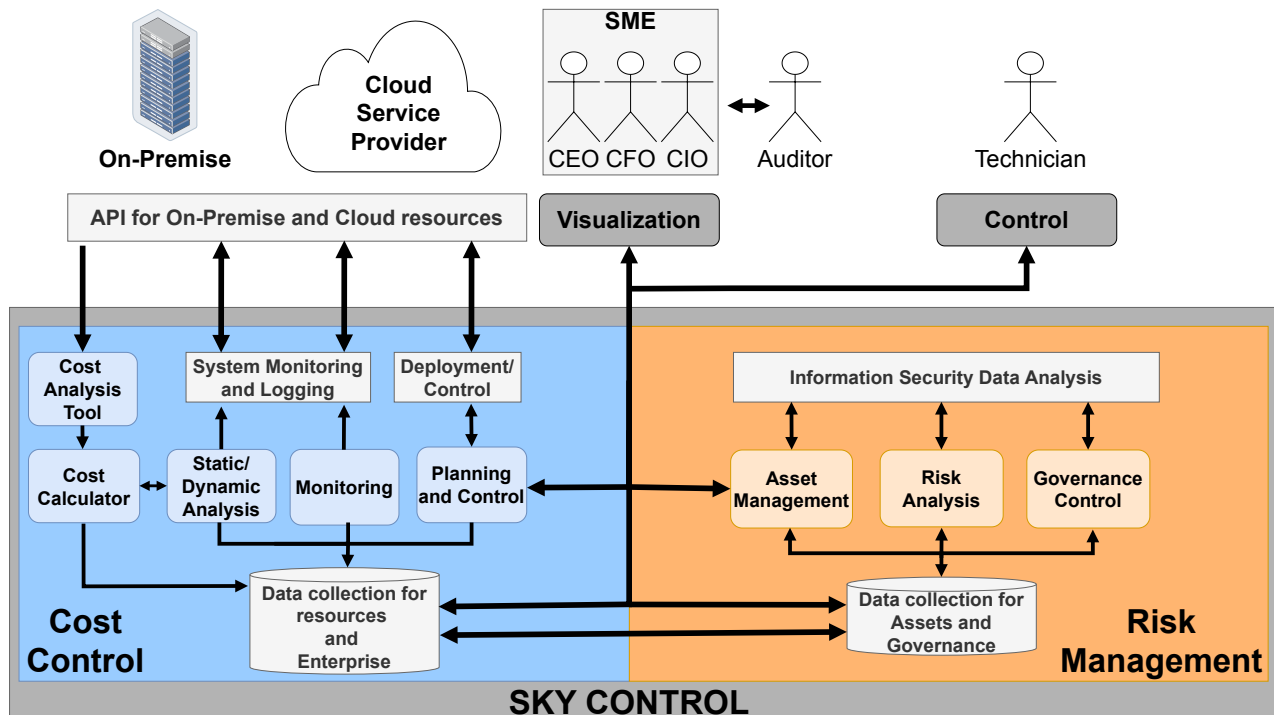 SME
Cloud
Service
Provider
On-Premise
CEO
CFO
CIO
Auditor
Technician
API for On-Premise and Cloud resources
Visualization
Control
Cost
Analysis
Tool
System Monitoring
and Logging
Deployment/
Control
Information Security Data Analysis
Cost
Calculator
Static/
Dynamic
Analysis
Monitoring
Planning
and Control
Asset
Management
Risk
Analysis
Governance
Control
Data collection for
resources
and
Enterprise
Data collection for
Assets and
Governance
Cost
Control
Risk
Management
SKY CONTROL